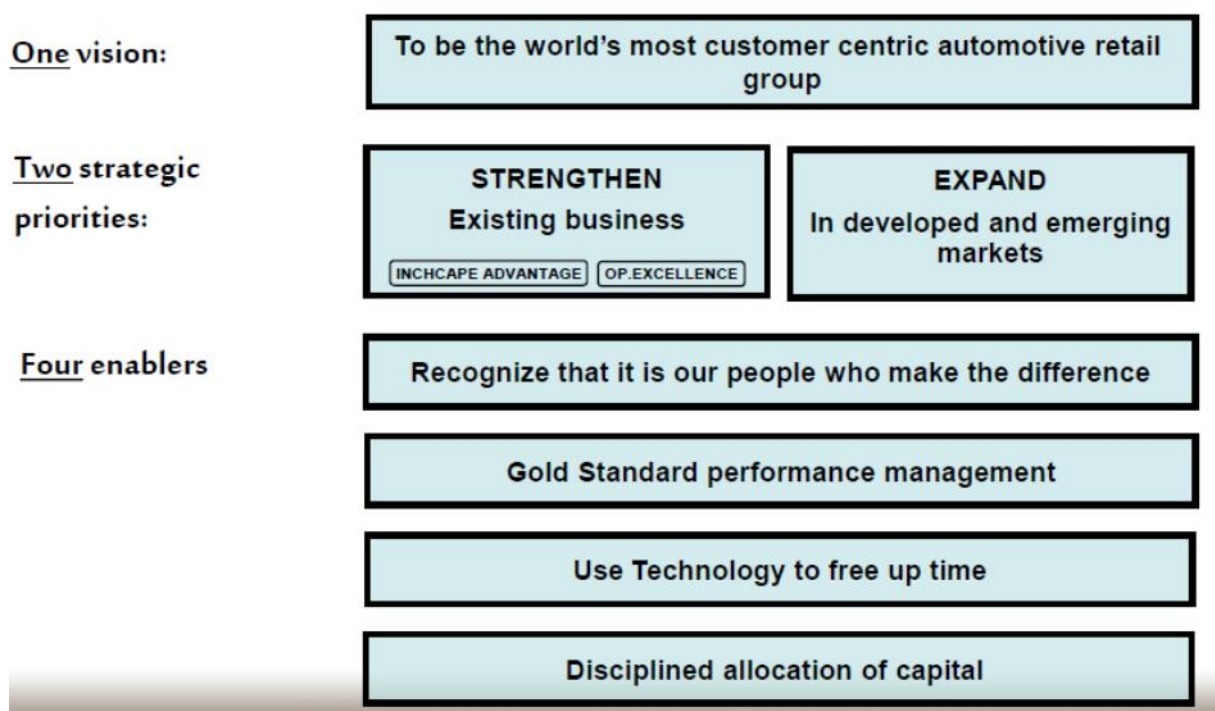 One vision:
To be the world's most customer centric automotive retail
group
Two strategic
priorities:
STRENGTHEN
Existing business
INCHCAPE ADVANTAGE
OP.EXCELLENCE
EXPAND
In developed and emerging
markets
Four enablers
Recognize that it is our people who make the difference
Gold Standard performance management
Use Technology to free up time
Disciplined allocation of capital